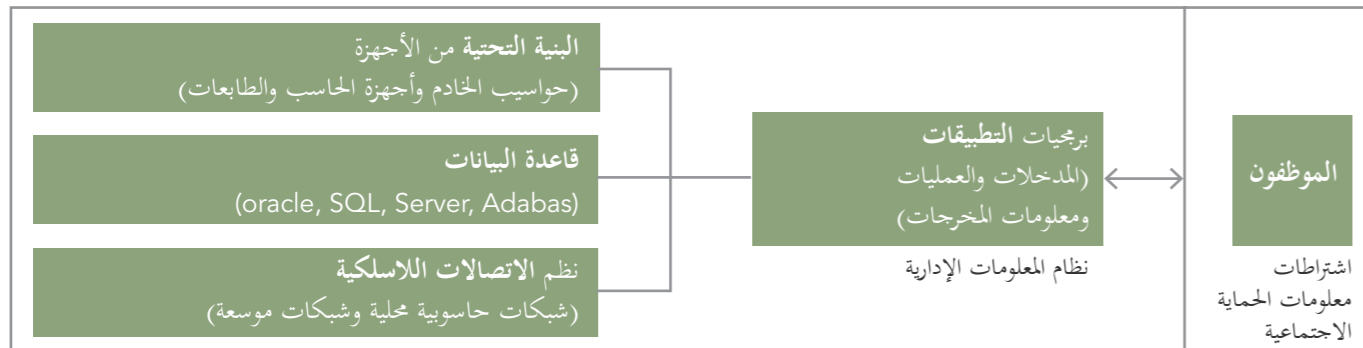 البنية التحتية من الأجهزة
(حواسيب الخادم وأجهزة الحاسب والطابعات)
قاعدة البيانات
(oracle, SQL, Server, Adabas)
نظم الاتصالات اللاسلكية
(شبكات حاسوبية محلية وشبكات موسعة)
برمجيات التطبيقات
(المدخلات والعمليات
ومعلومات المخرجات)
نظام المعلومات الإدارية
الموظفون
اشتراطات
معلومات الحماية
الاجتماعية